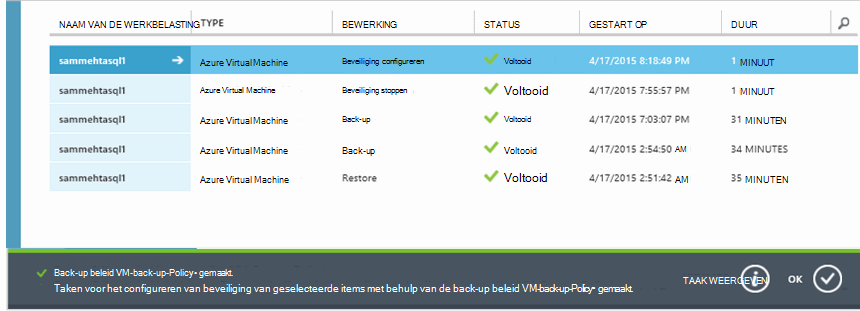 NAAM VAN DE WERKBELASTING TYPE BEWERKING STATUS GESTART OP DUUR
sammehtasql1 Azure Virtual Machine Beveiliging configureren Voltooid 4/17/2015 8:18:49 PM 1 MINUUT
sammehtasql1 Azure Virtual Machine Beveiliging stoppen Voltooid 4/17/2015 7:55:57 PM 1 MINUUT
sammehtasql1 Azure Virtual Machine Back-up Voltooid 4/17/2015 7:03:07 PM 31 MINUTEN
sammehtasql1 Azure Virtual Machine Back-up Voltooid 4/17/2015 2:54:50 AM 34 MINUTES
sammehtasql1 Azure Virtual Machine Restore Voltooid 4/17/2015 2:51:42 AM 35 MINUTEN
Back-up beleid VM-back-up-Policy- gemaakt.
Taken voor het configureren van beveiliging van geselecteerde items met behulp van de back-up beleid VM-back-up-Policy- gemaakt.
TAAK WEERGEVEN OK